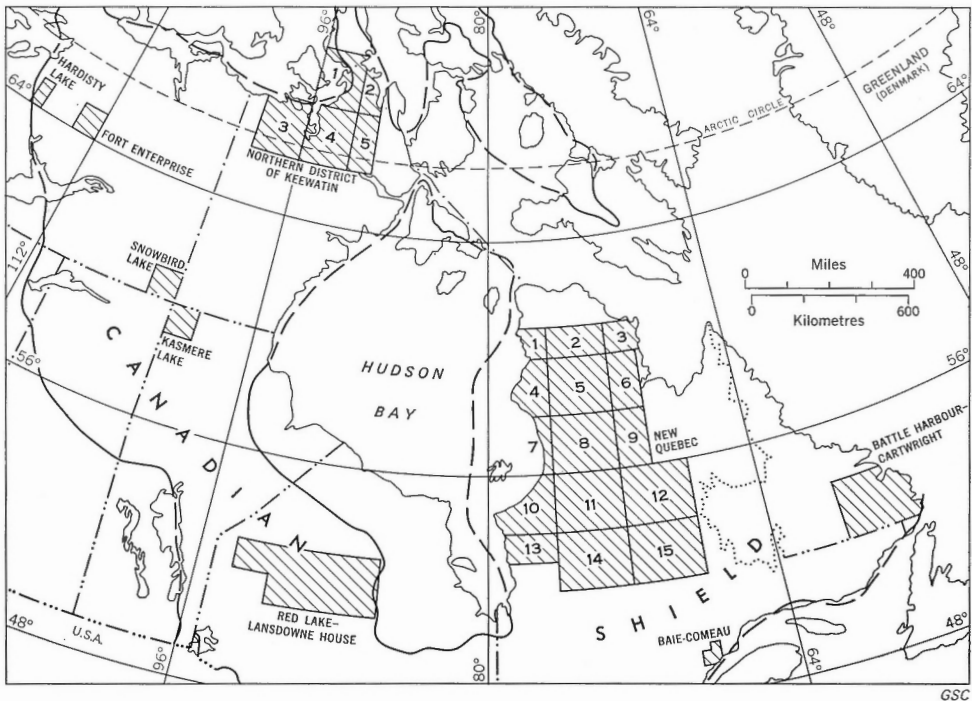 96°
80°
64°
48°
HARDISTY
LAKE
64°
FORT ENTERPRISE
1
2
3
4
5
NORTHERN DISTRICT
OF KEEWATIN
ARCTIC CIRCLE
GREENLAND
(DENMARK)
64°
112°
SNOWBIRD
LAKE
KASMERE
LAKE
48°
0 Miles 400
0 Kilometres 600
56°
56°
HUDSON
BAY
1
2
3
4
5
6
7
8
9
10
11
12
13
14
15
NEW
QUEBEC
BATTLE HARBOUR–
CARTWRIGHT
CANADIAN
SHIELD
RED LAKE–
LANSDOWNE HOUSE
BAIE-COMEAU
48°
U.S.A.
96°
80°
64°
48°
GSC